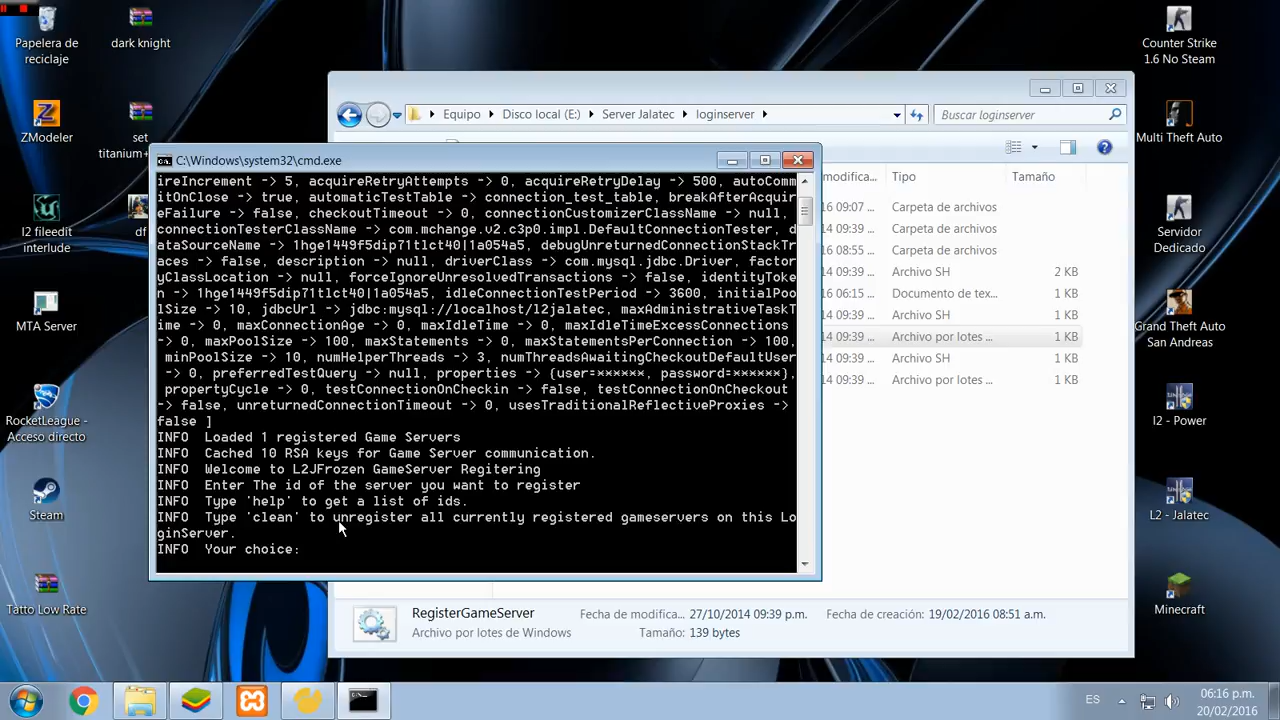 Papelera de
reciclaje
dark knight
ZModeler
set
titanium+
l2 fileedit
interlude
df
MTA Server
RocketLeague -
Acceso directo
Steam
Tatto Low Rate
Counter Strike
1.6 No Steam
Multi Theft Auto
Servidor
Dedicado
Grand Theft Auto
San Andreas
l2 - Power
L2 - Jalatec
Minecraft
Equipo
Disco local (E:)
Server Jalatec
loginserver
Buscar loginserver
modificar...
Tipo
Tamaño
16 09:07 ...
Carpeta de archivos
14 09:39 ...
Carpeta de archivos
16 08:55 ...
Carpeta de archivos
14 09:39 ...
Archivo SH
2 KB
16 06:15 ...
Documento de tex...
1 KB
14 09:39 ...
Archivo SH
1 KB
14 09:39 ...
Archivo por lotes ...
1 KB
14 09:39 ...
Archivo SH
1 KB
14 09:39 ...
Archivo por lotes ...
1 KB
C:\Windows\system32\cmd.exe
ireIncrement -> 5, acquireRetryAttempts -> 0, acquireRetryDelay -> 500, autoComm
itOnClose -> true, automaticTestTable -> connection_test_table, breakAfterAcquir
eFailure -> false, checkoutTimeout -> 0, connectionCustomizerClassName -> null,
connectionTesterClassName -> com.mchange.v2.c3p0.impl.DefaultConnectionTester, d
ataSourceName -> 1hge1449f5dip71tlct40|1a054a5, debugUnreturnedConnectionStackTr
aces -> false, description -> null, driverClass -> com.mysql.jdbc.Driver, factor
yClassLocation -> null, forceIgnoreUnresolvedTransactions -> false, identityToke
n -> 1hge1449f5dip71tlct40|1a054a5, idleConnectionTestPeriod -> 3600, initialPoo
lSize -> 10, jdbcUrl -> jdbc:mysql://localhost/l2jalatec, maxAdministrativeTaskT
ime -> 0, maxConnectionAge -> 0, maxIdleTime -> 0, maxIdleTimeExcessConnections
-> 0, maxPoolSize -> 100, maxStatements -> 0, maxStatementsPerConnection -> 100,
minPoolSize -> 10, numHelperThreads -> 3, numThreadsAwaitingCheckoutDefaultUser
-> 0, preferredTestQuery -> null, properties -> {user=******, password=******},
propertyCycle -> 0, testConnectionOnCheckin -> false, testConnectionOnCheckout
-> false, unreturnedConnectionTimeout -> 0, usesTraditionalReflectiveProxies ->
false ]
INFO Loaded 1 registered Game Servers
INFO Cached 10 RSA keys for Game Server communication.
INFO Welcome to L2JFrozen GameServer Regitering
INFO Enter The id of the server you want to register
INFO Type 'help' to get a list of ids.
INFO Type 'clean' to unregister all currently registered gameservers on this Lo
ginServer.
INFO Your choice:
RegisterGameServer
Archivo por lotes de Windows
Fecha de modifica... 27/10/2014 09:39 p.m.
Tamaño: 139 bytes
Fecha de creación: 19/02/2016 08:51 a.m.
ES
06:16 p.m.
20/02/2016